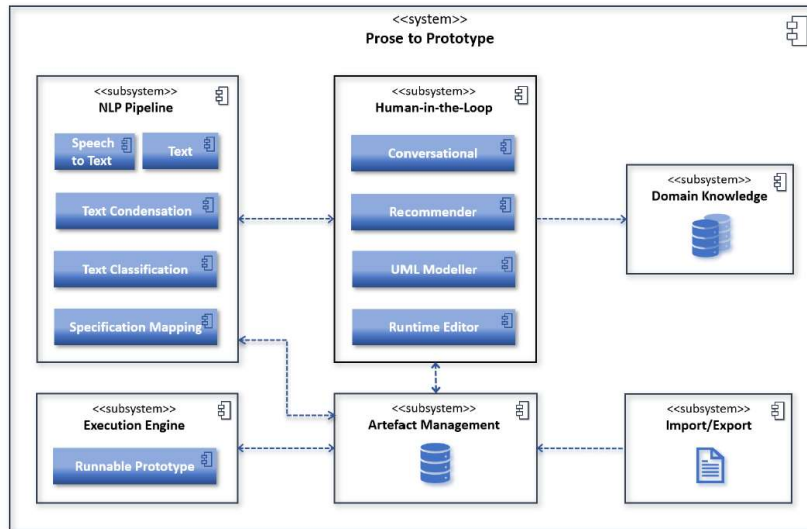 <<system>>
Prose to Prototype
<<subsystem>>
NLP Pipeline
Speech
to Text
Text
Text Condensation
Text Classification
Specification Mapping
<<subsystem>>
Human-in-the-Loop
Conversational
Recommender
UML Modeller
Runtime Editor
<<subsystem>>
Domain Knowledge
<<subsystem>>
Execution Engine
Runnable Prototype
<<subsystem>>
Artefact Management
<<subsystem>>
Import/Export